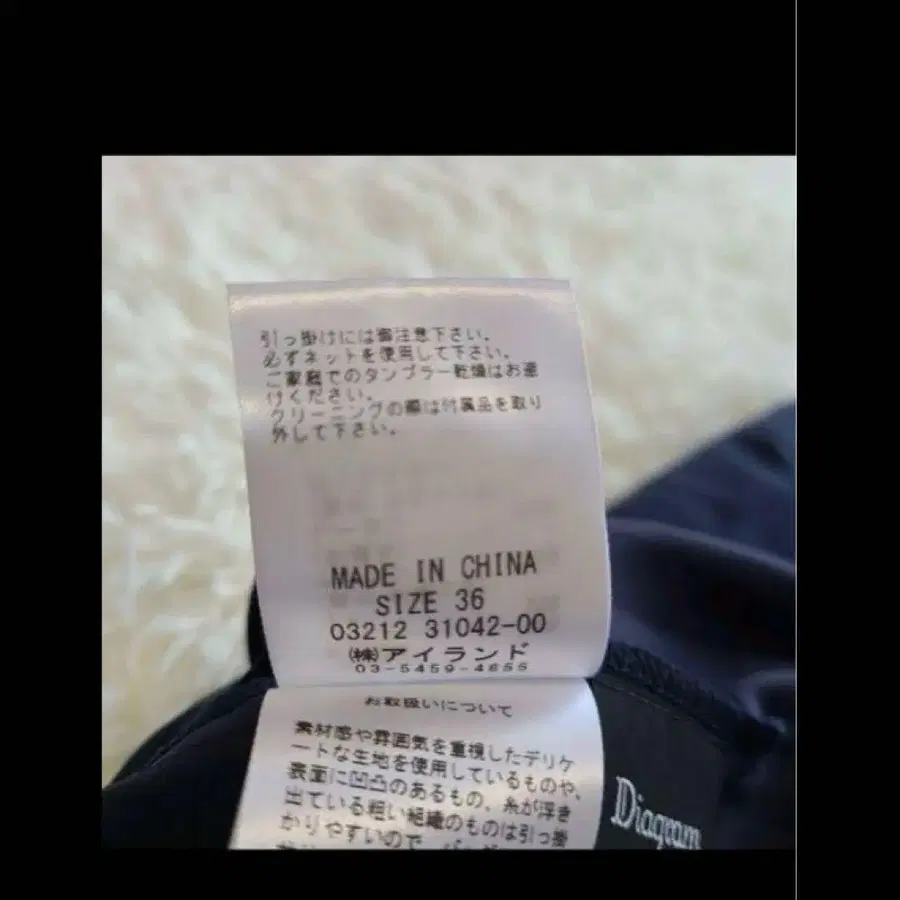 引っ掛けには御注意下さい。
必ずネットを使用して下さい。
ご家庭でのタンブラー乾燥はお避
けください。
クリーニングの際は付属品を取り
外して下さい。
MADE IN CHINA
SIZE 36
03212 31042-00
㈱アイランド
03-5459-4655
お取扱いについて
素材感や雰囲気を重視したデリケ
ートな生地を使用しているものや、
表面に凹凸のあるもの、糸が浮き
出ている粗い組織のものは引っ掛
かりやすいので、バッグ
Diagram